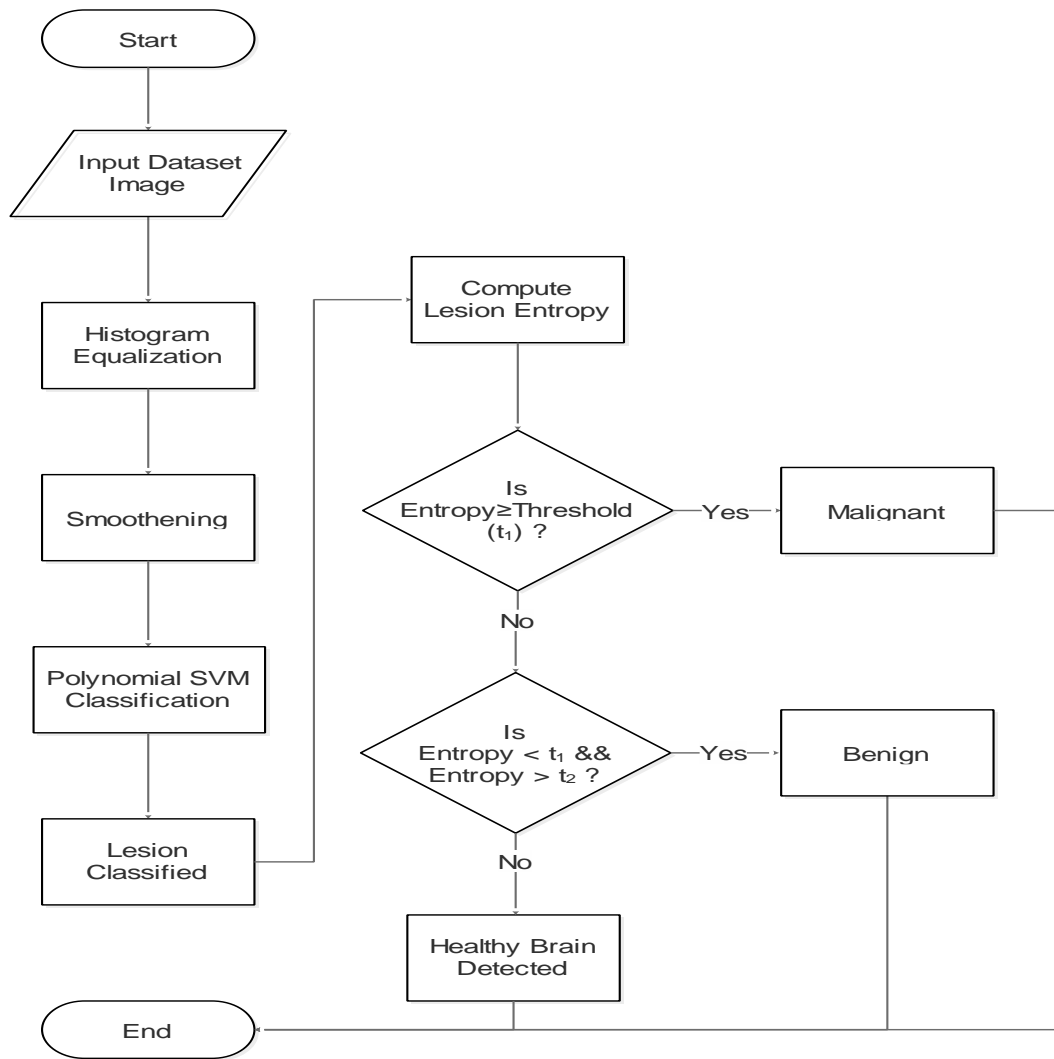 Start
Input Dataset
Image
Histogram
Equalization
Smoothening
Polynomial SVM
Classification
Lesion
Classified
Compute
Lesion Entropy
Is
Entropy≥Threshold
(t₁) ?
Yes
Malignant
No
Is
Entropy < t₁ &&
Entropy > t₂ ?
Yes
Benign
No
Healthy Brain
Detected
End